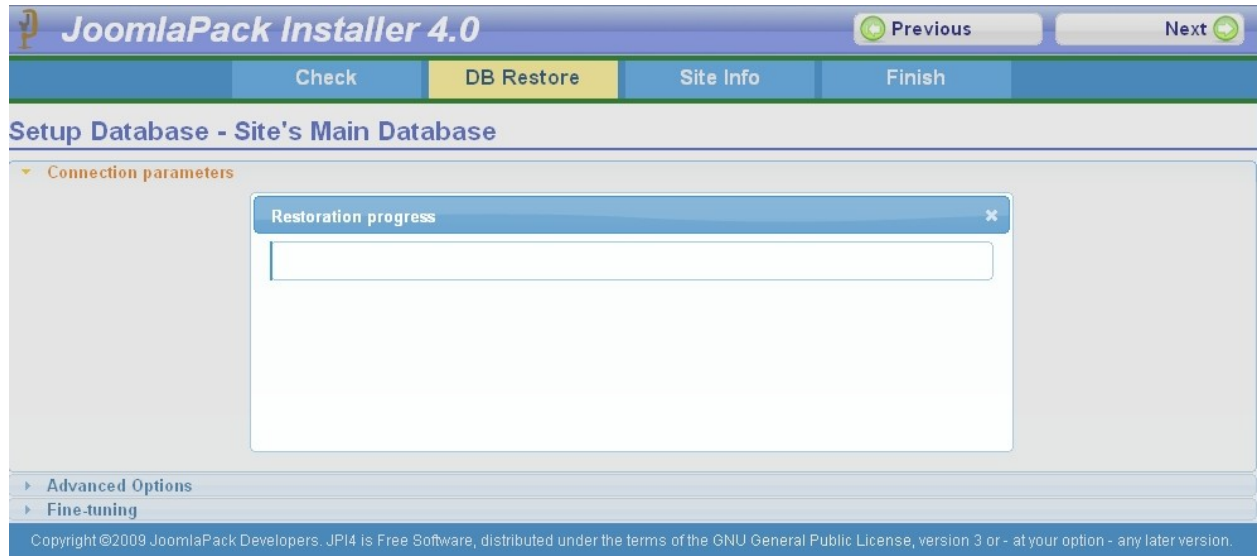 JoomlaPack Installer 4.0
Previous
Next
Check
DB Restore
Site Info
Finish
Setup Database - Site's Main Database
Connection parameters
Restoration progress
Advanced Options
Fine-tuning
Copyright ©2009 JoomlaPack Developers. JPI4 is Free Software, distributed under the terms of the GNU General Public License, version 3 or - at your option - any later version.